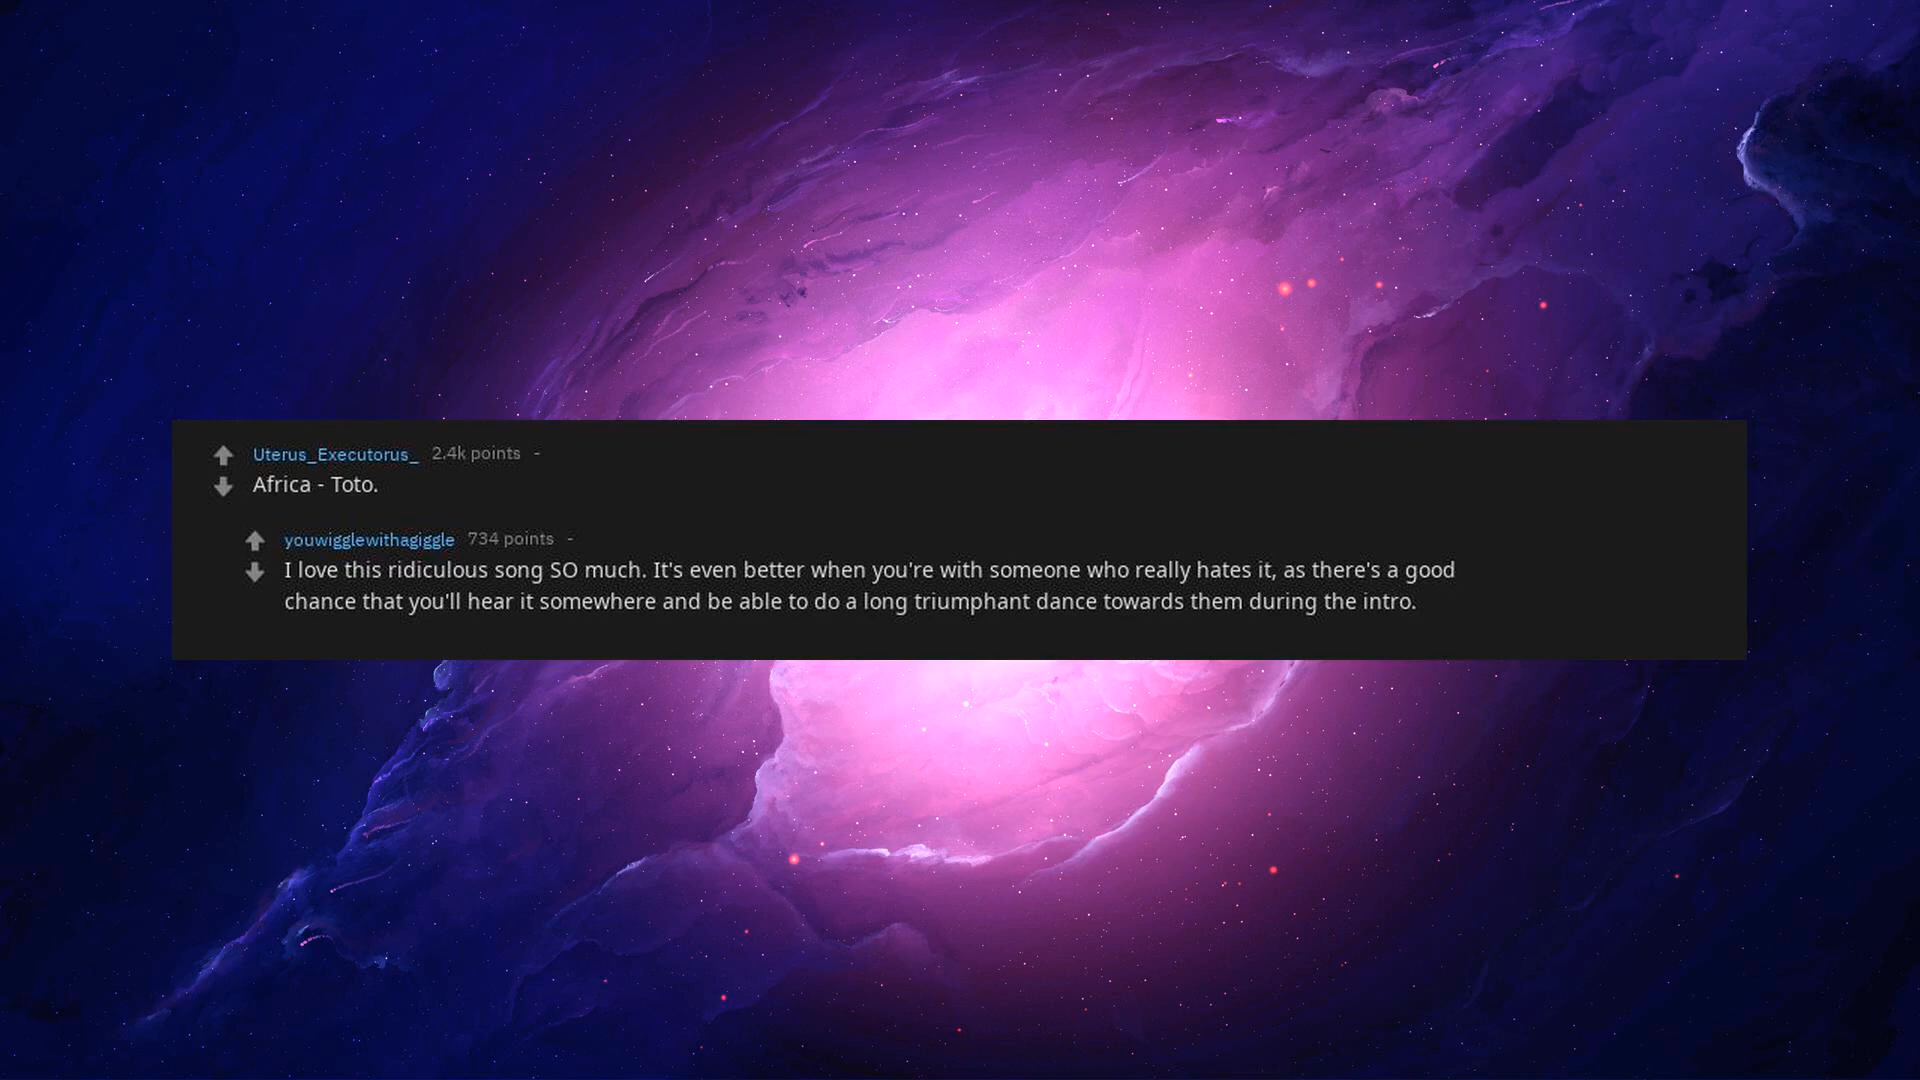 Uterus_Executorus_ 2.4k points -
Africa - Toto.
youwigglewithagiggle 734 points -
I love this ridiculous song SO much. It's even better when you're with someone who really hates it, as there's a good
chance that you'll hear it somewhere and be able to do a long triumphant dance towards them during the intro.